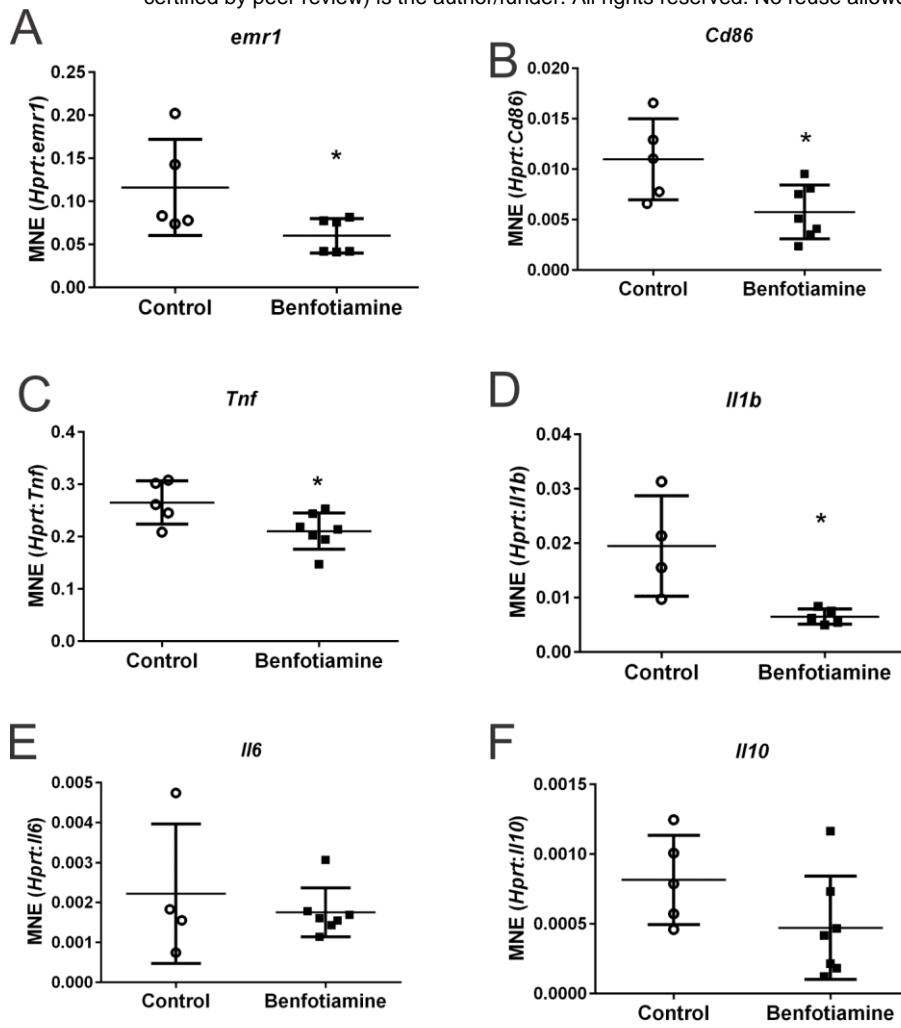 certified by peer review) is the author/funder. All rights reserved. No reuse allowe
A
emr1
MNE (Hprt:emr1)
0.25
0.20
0.15
0.10
0.05
0.00
*
Control
Benfotiamine
B
Cd86
MNE (Hprt:Cd86)
0.020
0.015
0.010
0.005
0.000
*
Control
Benfotiamine
C
Tnf
MNE (Hprt:Tnf)
0.4
0.3
0.2
0.1
0.0
*
Control
Benfotiamine
D
Il1b
MNE (Hprt:Il1b)
0.04
0.03
0.02
0.01
0.00
*
Control
Benfotiamine
E
Il6
MNE (Hprt:Il6)
0.005
0.004
0.003
0.002
0.001
0.000
Control
Benfotiamine
F
Il10
MNE (Hprt:Il10)
0.0015
0.0010
0.0005
0.0000
Control
Benfotiamine